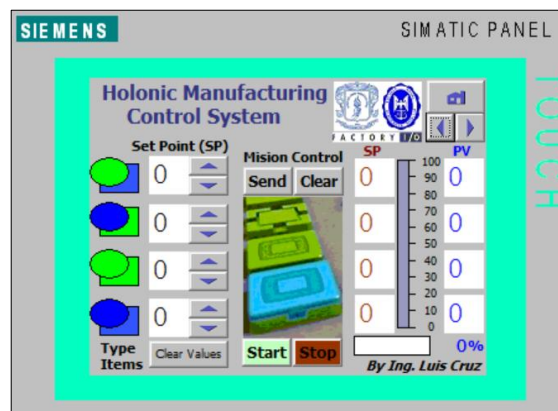 SIEMENS
SIMATIC PANEL
TOUCH
Holonic Manufacturing
Control System
FACTORY I/O
Set Point (SP)
Mision Control
SP
PV
Send Clear
0
0
0
0
0
0
0
0
0
0
0
0
100
90
80
70
60
50
40
30
20
10
0
Type
Items
Clear Values
Start Stop
0%
By Ing. Luis Cruz